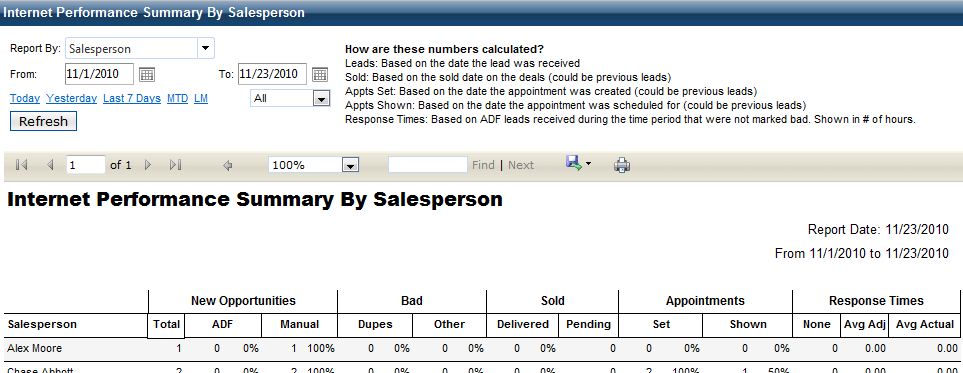 Internet Performance Summary By Salesperson
Report By: Salesperson
From: 11/1/2010 To: 11/23/2010
Today Yesterday Last 7 Days MTD LM All
Refresh
How are these numbers calculated?
Leads: Based on the date the lead was received
Sold: Based on the sold date on the deals (could be previous leads)
Appts Set: Based on the date the appointment was created (could be previous leads)
Appts Shown: Based on the date the appointment was scheduled for (could be previous leads)
Response Times: Based on ADF leads received during the time period that were not marked bad. Shown in # of hours.
1 of 1 100% Find | Next
Internet Performance Summary By Salesperson
Report Date: 11/23/2010
From 11/1/2010 to 11/23/2010
New Opportunities Bad Sold Appointments Response Times
Salesperson Total ADF Manual Dupes Other Delivered Pending Set Shown None Avg Adj Avg Actual
Alex Moore 1 0 0% 1 100% 0 0% 0 0% 0 0% 0 0 0% 0 0% 0 0.00 0.00
Chase Abbott 2 0 0% 2 100% 0 0% 0 0% 0 0% 0 2 100% 1 50% 0 0.00 0.00